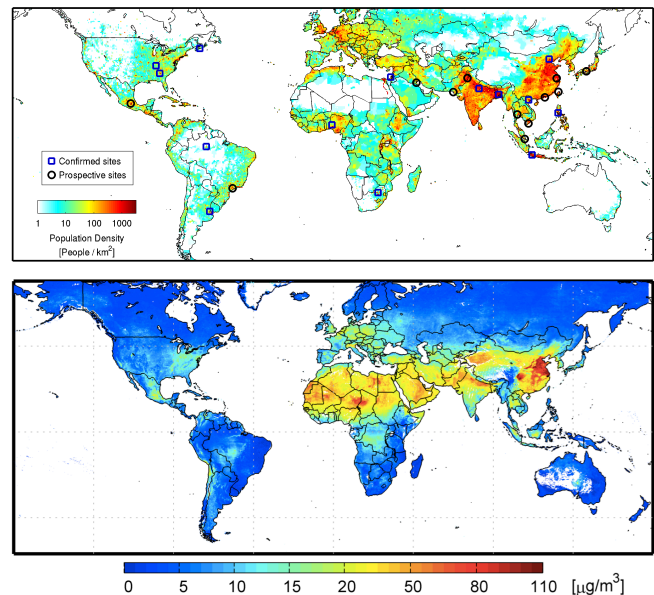 Confirmed sites
Prospective sites
1 10 100 1000
Population Density
[People / km²]
0 5 10 15 20 50 80 110 [µg/m³]